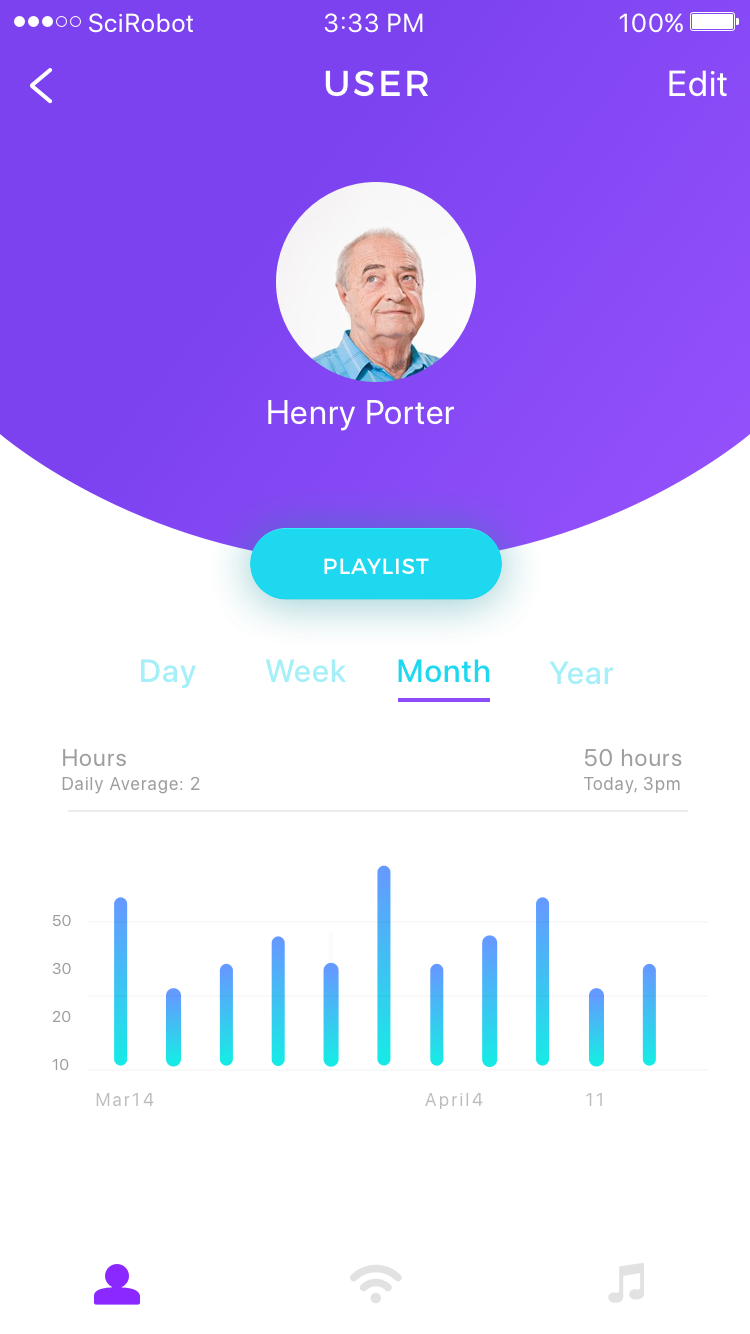 SciRobot 3:33 PM 100%
USER Edit
Henry Porter
PLAYLIST
Day Week Month Year
Hours 50 hours
Daily Average: 2 Today, 3pm
50
30
20
10
Mar14 April4 11